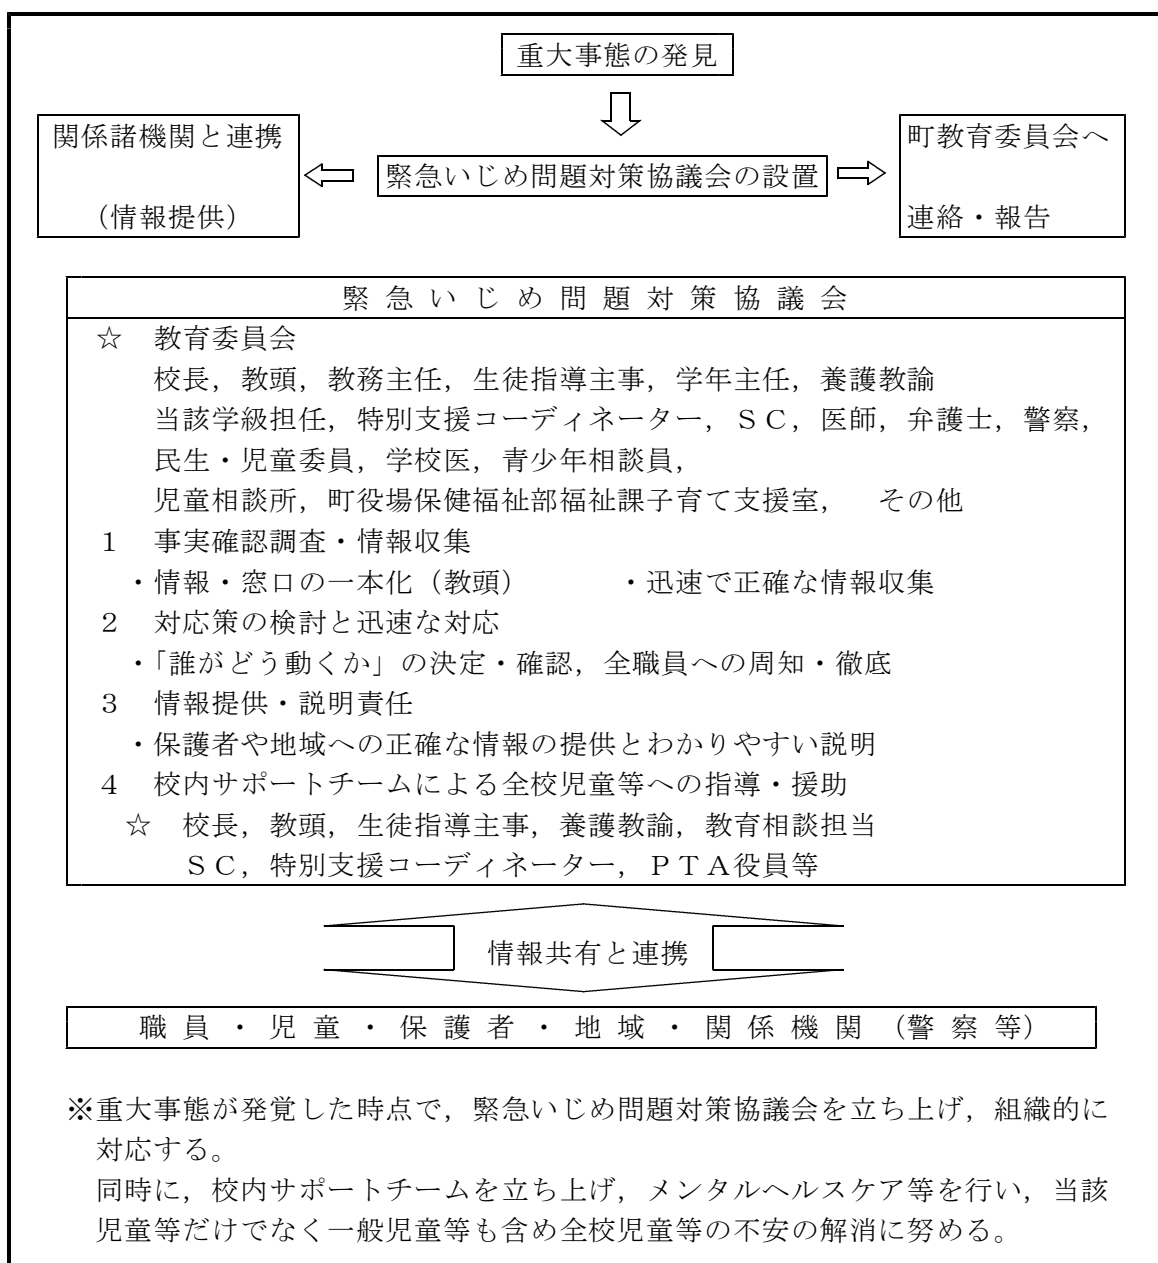 重大事態の発見
関係諸機関と連携
(情報提供)
緊急いじめ問題対策協議会の設置
町教育委員会へ
連絡・報告
緊急いじめ問題対策協議会
☆ 教育委員会
校長，教頭，教務主任，生徒指導主事，学年主任，養護教諭
当該学級担任，特別支援コーディネーター，ＳＣ，医師，弁護士，警察，
民生・児童委員，学校医，青少年相談員，
児童相談所，町役場保健福祉部福祉課子育て支援室， その他
１ 事実確認調査・情報収集
・情報・窓口の一本化（教頭） ・迅速で正確な情報収集
２ 対応策の検討と迅速な対応
・「誰がどう動くか」の決定・確認，全職員への周知・徹底
３ 情報提供・説明責任
・保護者や地域への正確な情報の提供とわかりやすい説明
４ 校内サポートチームによる全校児童等への指導・援助
☆ 校長，教頭，生徒指導主事，養護教諭，教育相談担当
ＳＣ，特別支援コーディネーター，ＰＴＡ役員等
情報共有と連携
職員・児童・保護者・地域・関係機関（警察等）
※重大事態が発覚した時点で，緊急いじめ問題対策協議会を立ち上げ，組織的に
対応する。
同時に，校内サポートチームを立ち上げ，メンタルヘルスケア等を行い，当該
児童等だけでなく一般児童等も含め全校児童等の不安の解消に努める。